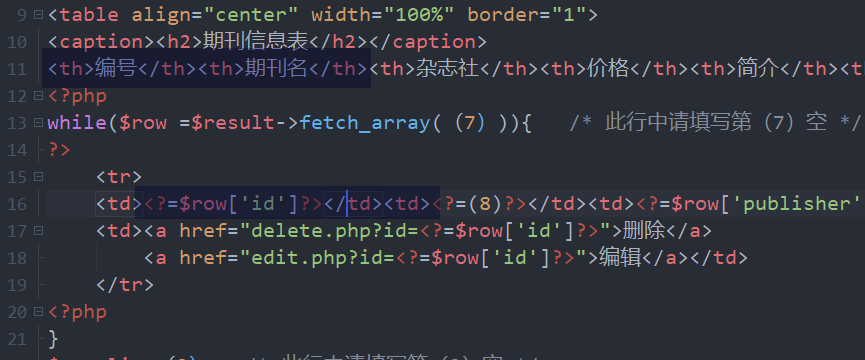 9 <table align="center" width="100%" border="1">
10 <caption><h2>期刊信息表</h2></caption>
11 <th>编号</th><th>期刊名</th><th>杂志社</th><th>价格</th><th>简介</th><t
12 <?php
13 while($row =$result->fetch_array( (7) )){ /* 此行中请填写第（7）空 */
14 ?>
15 <tr>
16 <td><?=$row['id']?></td><td><?=(8)?></td><td><?=$row['publisher'
17 <td><a href="delete.php?id=<?=$row['id']?>">删除</a>
18 <a href="edit.php?id=<?=$row['id']?>">编辑</a></td>
19 </tr>
20 <?php
21 }